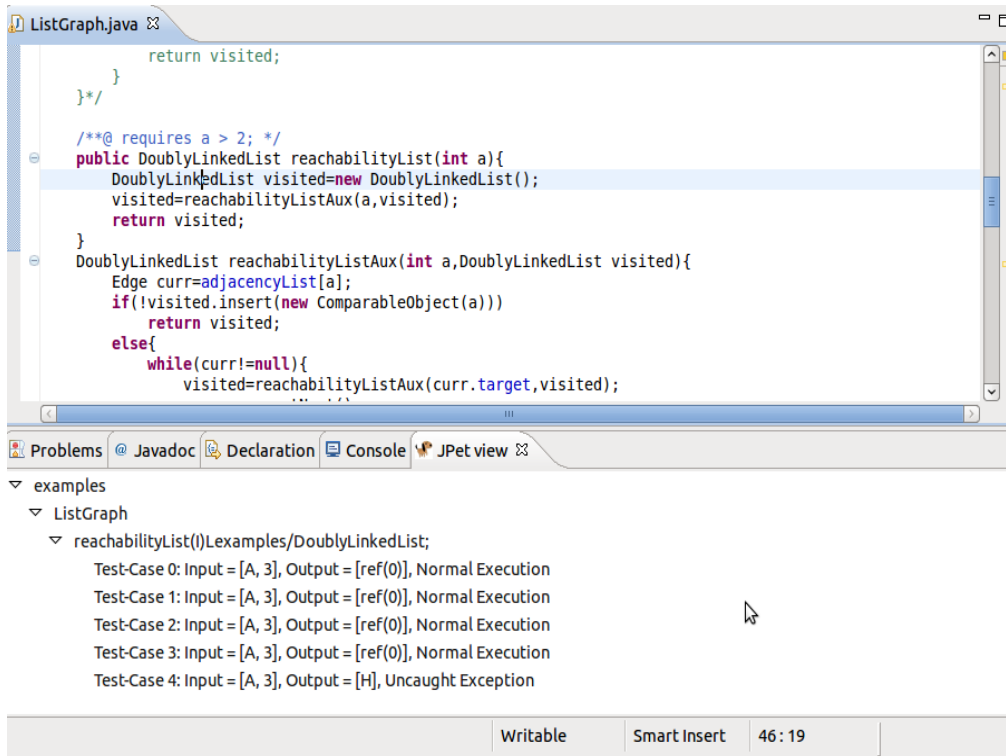 ListGraph.java
return visited;
}
}*/
/**@ requires a > 2; */
public DoublyLinkedList reachabilityList(int a){
DoublyLinkedList visited=new DoublyLinkedList();
visited=reachabilityListAux(a,visited);
return visited;
}
DoublyLinkedList reachabilityListAux(int a,DoublyLinkedList visited){
Edge curr=adjacencyList[a];
if(!visited.insert(new ComparableObject(a)))
return visited;
else{
while(curr!=null){
visited=reachabilityListAux(curr.target,visited);
Problems @ Javadoc Declaration Console JPet view
examples
ListGraph
reachabilityList(I)Lexamples/DoublyLinkedList;
Test-Case 0: Input = [A, 3], Output = [ref(0)], Normal Execution
Test-Case 1: Input = [A, 3], Output = [ref(0)], Normal Execution
Test-Case 2: Input = [A, 3], Output = [ref(0)], Normal Execution
Test-Case 3: Input = [A, 3], Output = [ref(0)], Normal Execution
Test-Case 4: Input = [A, 3], Output = [H], Uncaught Exception
Writable Smart Insert 46 : 19